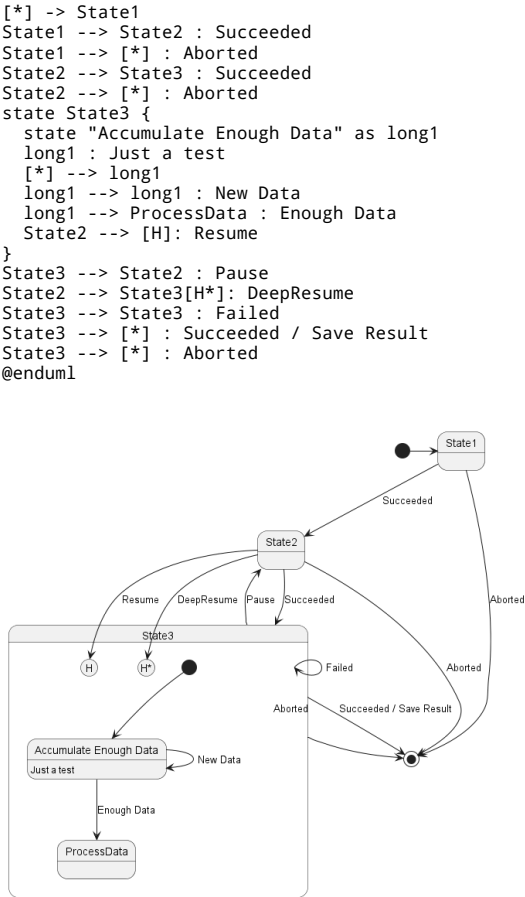 [*] -> State1
State1 --> State2 : Succeeded
State1 --> [*] : Aborted
State2 --> State3 : Succeeded
State2 --> [*] : Aborted
state State3 {
  state "Accumulate Enough Data" as long1
  long1 : Just a test
  [*] --> long1
  long1 --> long1 : New Data
  long1 --> ProcessData : Enough Data
  State2 --> [H]: Resume
}
State3 --> State2 : Pause
State2 --> State3[H*]: DeepResume
State3 --> State3 : Failed
State3 --> [*] : Succeeded / Save Result
State3 --> [*] : Aborted
@enduml
State1
Succeeded
State2
Resume
DeepResume
Pause
Succeeded
Aborted
State3
H
H*
Failed
Aborted
Aborted
Succeeded / Save Result
Accumulate Enough Data
Just a test
New Data
Enough Data
ProcessData